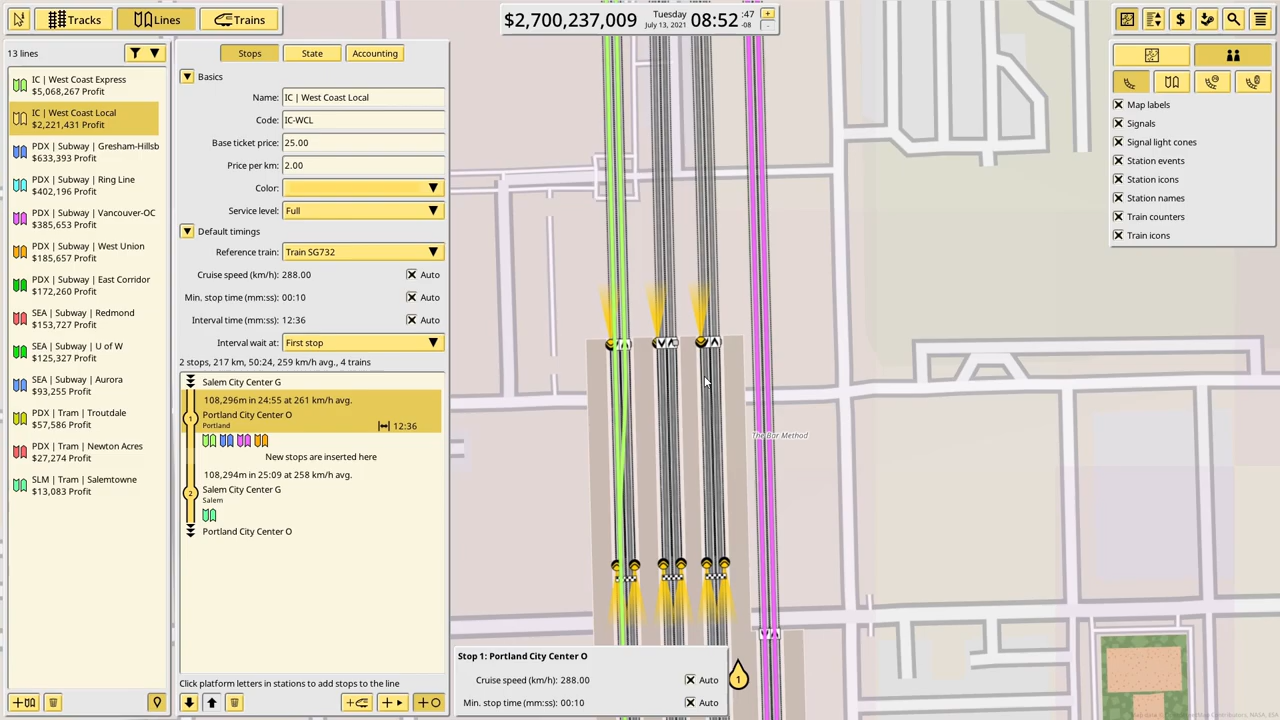 Tracks
Lines
Trains
$2,700,237,009
Tuesday
July 13, 2021
08:52
:47
-08
+
-
13 lines
IC | West Coast Express
$5,068,267 Profit
IC | West Coast Local
$2,221,431 Profit
PDX | Subway | Gresham-Hillsb
$633,393 Profit
PDX | Subway | Ring Line
$402,196 Profit
PDX | Subway | Vancouver-OC
$385,653 Profit
PDX | Subway | West Union
$185,657 Profit
PDX | Subway | East Corridor
$172,260 Profit
SEA | Subway | Redmond
$153,727 Profit
SEA | Subway | U of W
$125,327 Profit
SEA | Subway | Aurora
$93,255 Profit
PDX | Tram | Troutdale
$57,586 Profit
PDX | Tram | Newton Acres
$27,274 Profit
SLM | Tram | Salemtowne
$13,083 Profit
Stops
State
Accounting
Basics
Name: IC | West Coast Local
Code: IC-WCL
Base ticket price: 25.00
Price per km: 2.00
Color:
Service level: Full
Default timings
Reference train: Train SG732
Cruise speed (km/h): 288.00 Auto
Min. stop time (mm:ss): 00:10 Auto
Interval time (mm:ss): 12:36 Auto
Interval wait at: First stop
2 stops, 217 km, 50:24, 259 km/h avg., 4 trains
Salem City Center G
108,296m in 24:55 at 261 km/h avg.
1
Portland City Center O
Portland
12:36
New stops are inserted here
108,294m in 25:09 at 258 km/h avg.
2
Salem City Center G
Salem
Portland City Center O
Click platform letters in stations to add stops to the line
Stop 1: Portland City Center O
Cruise speed (km/h): 288.00 Auto
Min. stop time (mm:ss): 00:10 Auto
1
The Bar Method
Map labels
Signals
Signal light cones
Station events
Station icons
Station names
Train counters
Train icons